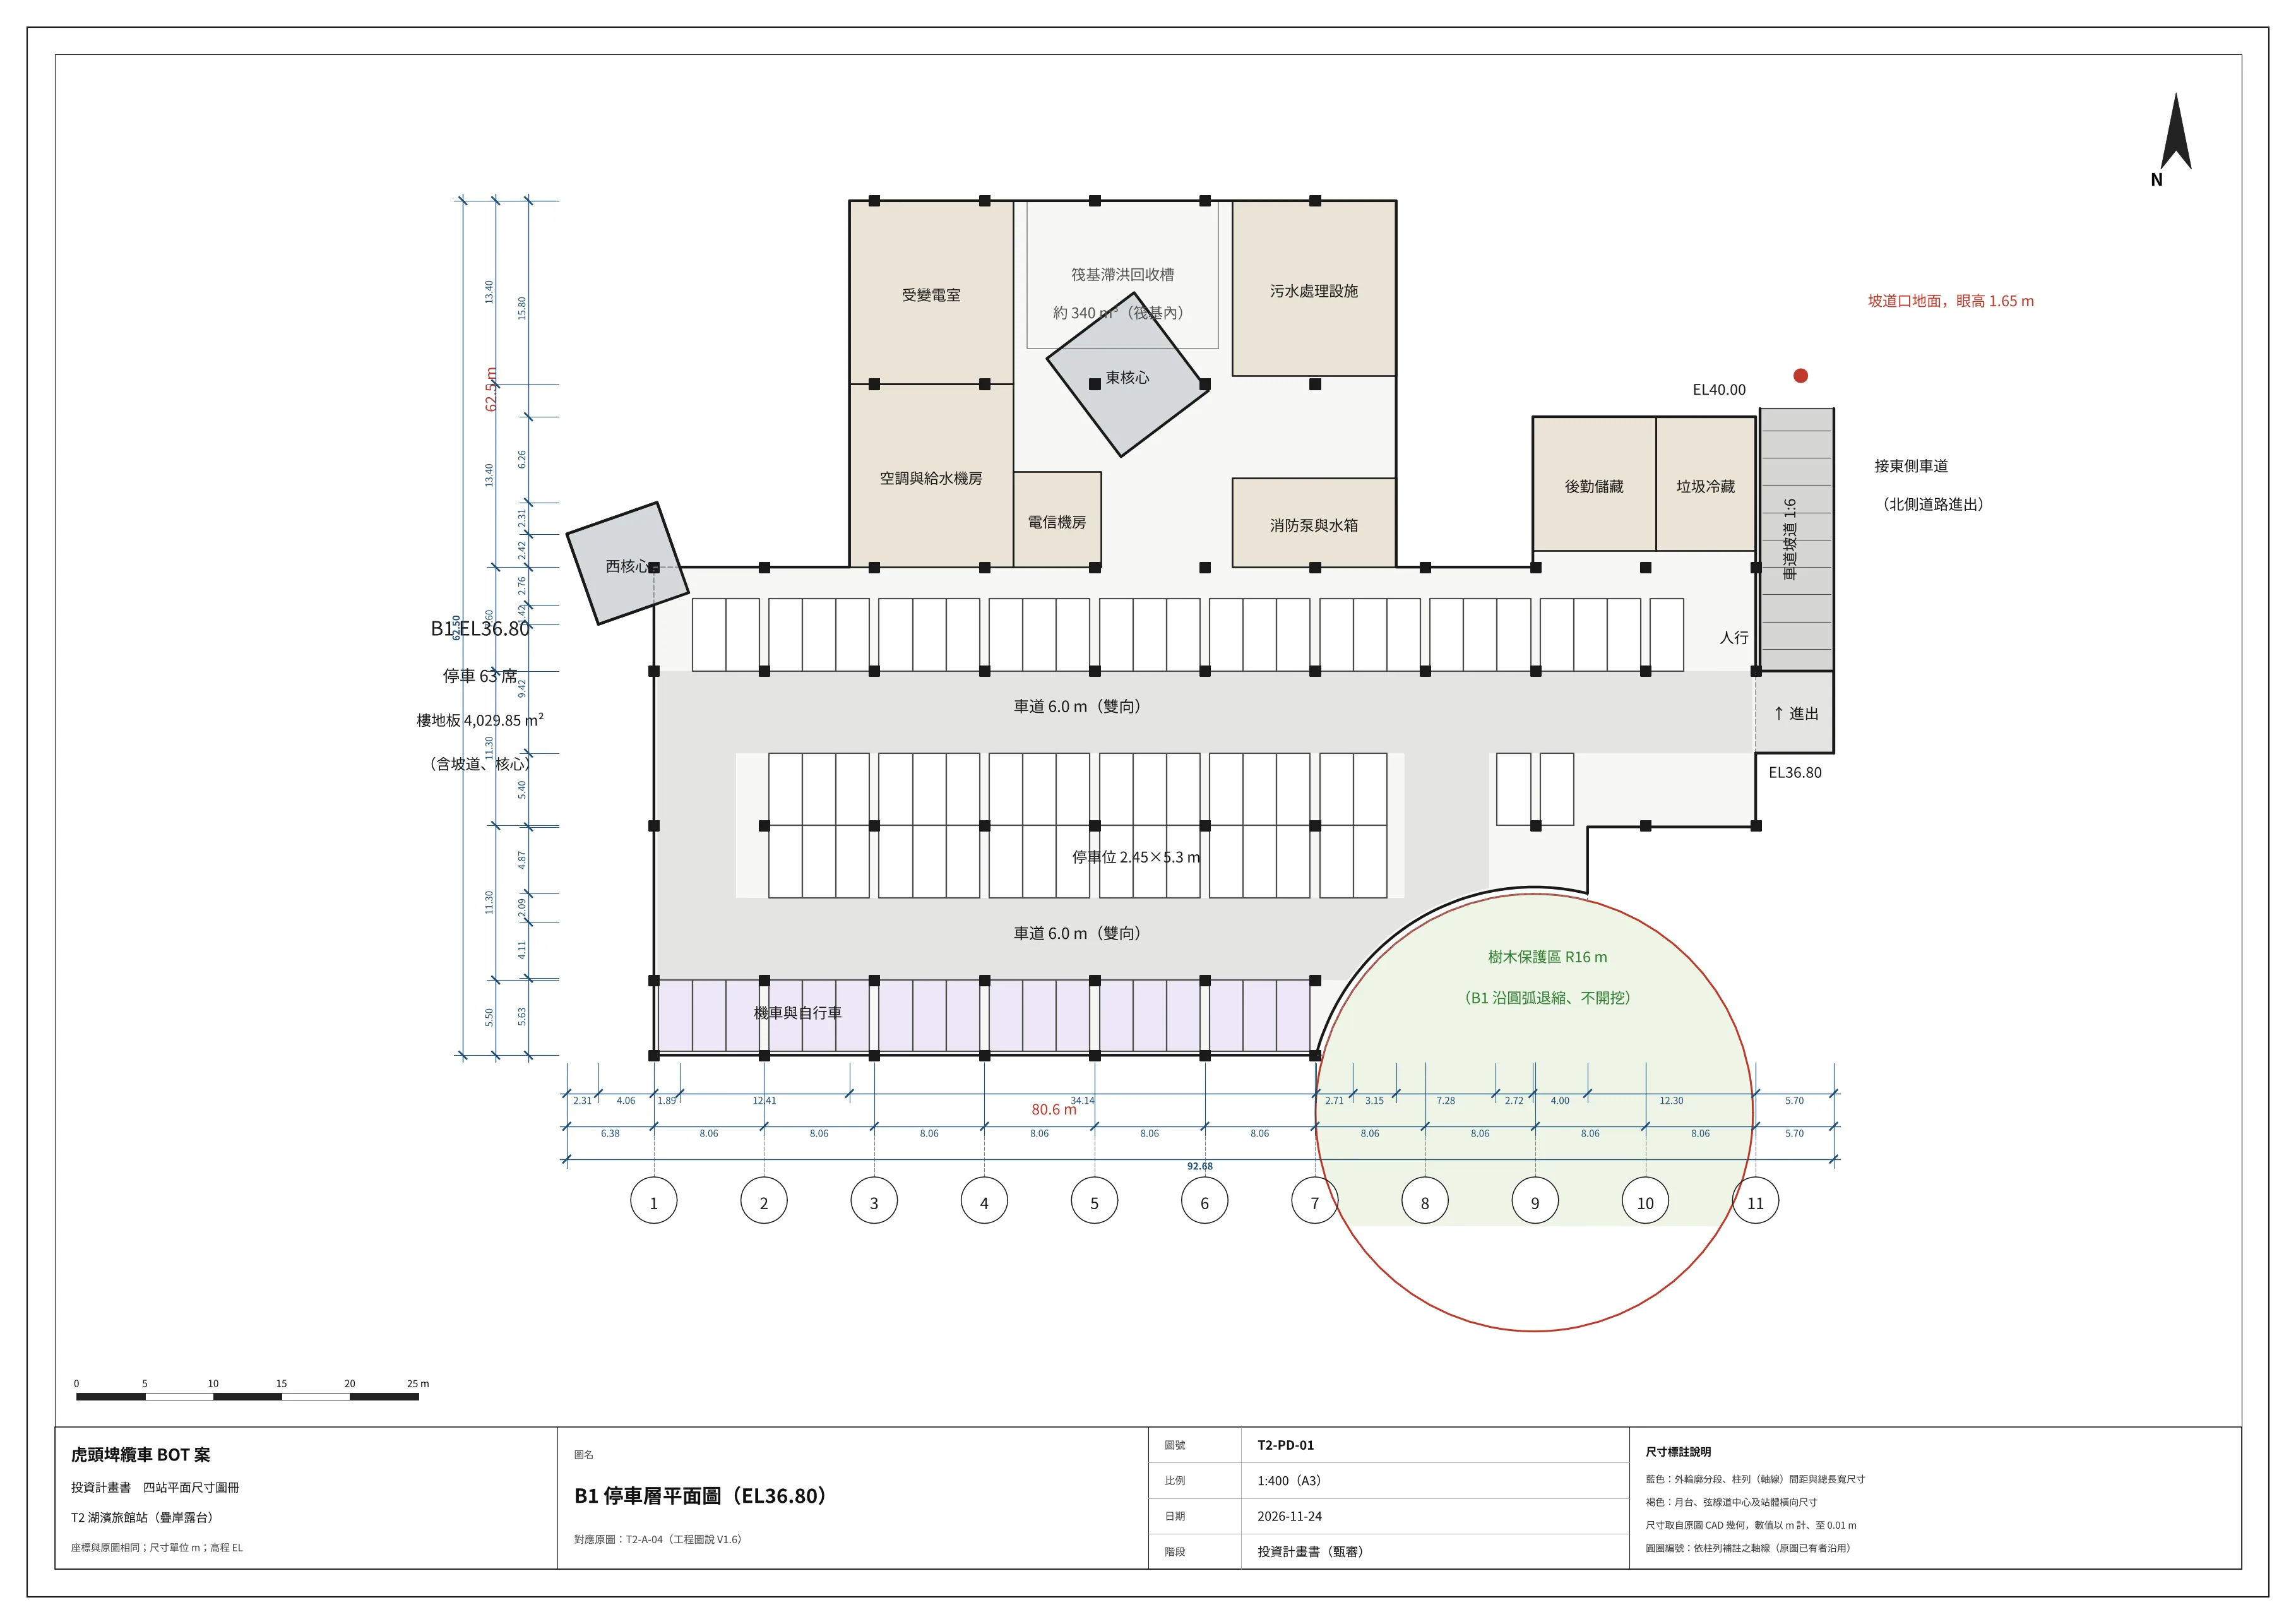 N
筏基滯洪回收槽
約 340 m³（筏基內）
受變電室
污水處理設施
坡道口地面，眼高 1.65 m
東核心
EL40.00
空調與給水機房
電信機房
消防泵與水箱
後勤儲藏
垃圾冷藏
車道坡道 1:6
接東側車道
（北側道路進出）
西核心
人行
B1 EL36.80
停車 63 席
樓地板 4,029.85 m²
（含坡道、核心）
車道 6.0 m（雙向）
↑ 進出
EL36.80
停車位 2.45×5.3 m
車道 6.0 m（雙向）
樹木保護區 R16 m
（B1 沿圓弧退縮、不開挖）
機車與自行車
62.5 m
62.50
13.40
13.40
7.60
11.30
11.30
5.50
15.80
6.26
2.31
2.42
2.76
1.42
9.42
5.40
4.87
2.09
4.11
5.63
2.31
4.06
1.89
12.41
34.14
2.71
3.15
7.28
2.72
4.00
12.30
5.70
80.6 m
6.38
8.06
8.06
8.06
8.06
8.06
8.06
8.06
8.06
8.06
8.06
5.70
92.68
1
2
3
4
5
6
7
8
9
10
11
0
5
10
15
20
25 m
虎頭埤纜車 BOT 案
投資計畫書　四站平面尺寸圖冊
T2 湖濱旅館站（疊岸露台）
座標與原圖相同；尺寸單位 m；高程 EL
圖名
B1 停車層平面圖（EL36.80）
對應原圖：T2-A-04（工程圖說 V1.6）
圖號
T2-PD-01
比例
1:400（A3）
日期
2026-11-24
階段
投資計畫書（甄審）
尺寸標註說明
藍色：外輪廓分段、柱列（軸線）間距與總長寬尺寸
褐色：月台、弦線道中心及站體橫向尺寸
尺寸取自原圖 CAD 幾何，數值以 m 計、至 0.01 m
圓圈編號：依柱列補註之軸線（原圖已有者沿用）